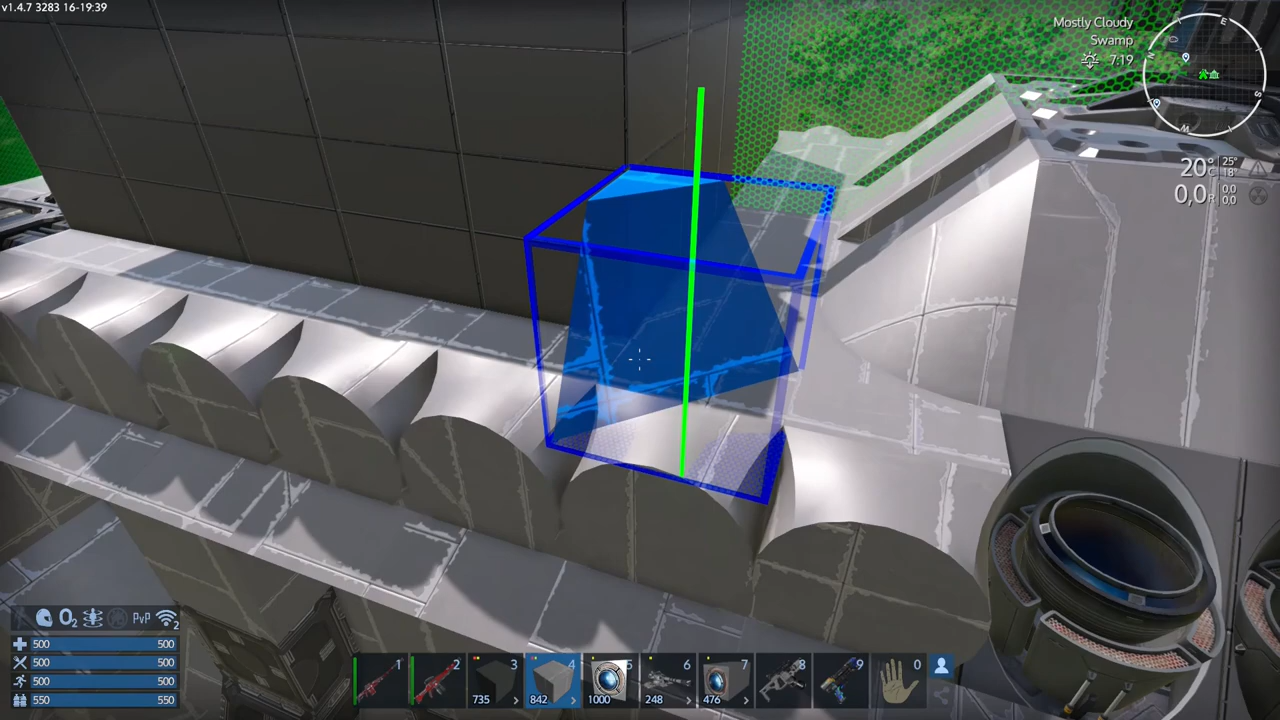 v1.4.7 3283 16-19:39
Mostly Cloudy
Swamp
7:19
E
N
S
W
20°C 25°
18°
0,0R 0,0
0,0
O2 PvP 2
500 500
500 500
500 500
550 550
1 2 3 4 5 6 7 8 9 0
735 842 1000 248 476